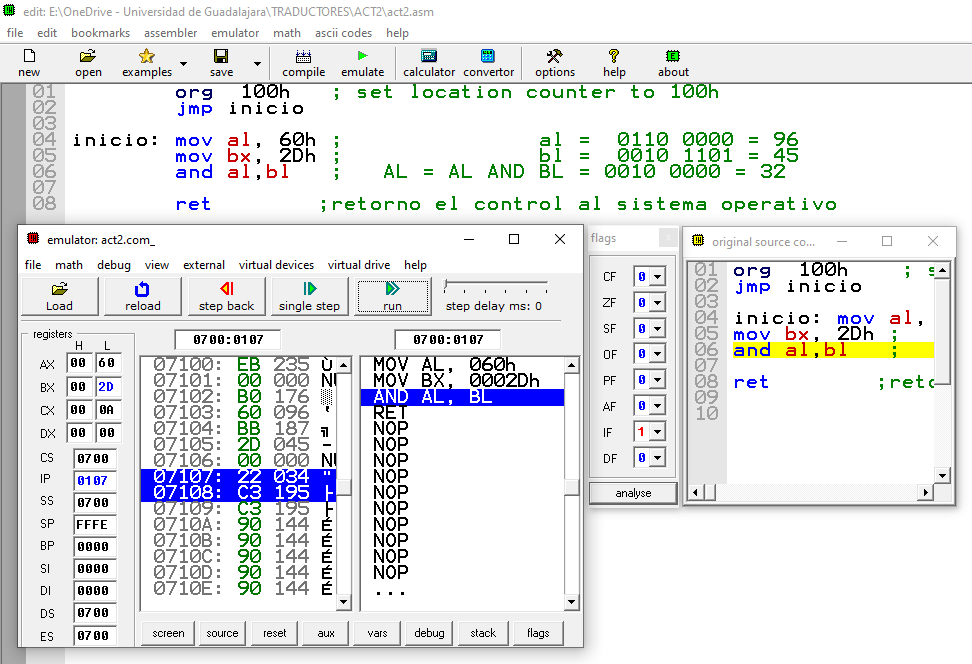 edit: E:\OneDrive - Universidad de Guadalajara\TRADUCTORES\ACT2\act2.asm
file edit bookmarks assembler emulator math ascii codes help
new open examples save compile emulate calculator convertor options help about
01 org 100h ; set location counter to 100h
02 jmp inicio
03
04 inicio: mov al, 60h ; al = 0110 0000 = 96
05 mov bx, 2Dh ; bl = 0010 1101 = 45
06 and al,bl ; AL = AL AND BL = 0010 0000 = 32
07
08 ret ;retorno el control al sistema operativo
emulator: act2.com_
file math debug view external virtual devices virtual drive help
Load reload step back single step run step delay ms: 0
registers
H L
AX 00 60
BX 00 2D
CX 00 0A
DX 00 00
CS 0700
IP 0107
SS 0700
SP FFFE
BP 0000
SI 0000
DI 0000
DS 0700
ES 0700
0700:0107
07100: EB 235 Ù
07101: 00 000 NU
07102: B0 176 ░
07103: 60 096 '
07104: BB 187 ╗
07105: 2D 045 -
07106: 00 000 NU
07107: 22 034 "
07108: C3 195 ├
07109: C3 195 ├
0710A: 90 144 É
0710B: 90 144 É
0710C: 90 144 É
0710D: 90 144 É
0710E: 90 144 É
0700:0107
MOV AL, 060h
MOV BX, 0002Dh
AND AL, BL
RET
NOP
NOP
NOP
NOP
NOP
NOP
NOP
NOP
NOP
NOP
...
screen source reset aux vars debug stack flags
flags
CF 0
ZF 0
SF 0
OF 0
PF 0
AF 0
IF 1
DF 0
analyse
original source co...
01 org 100h ; s
02 jmp inicio
03
04 inicio: mov al,
05 mov bx, 2Dh ;
06 and al,bl ;
07
08 ret ;reto
09
10